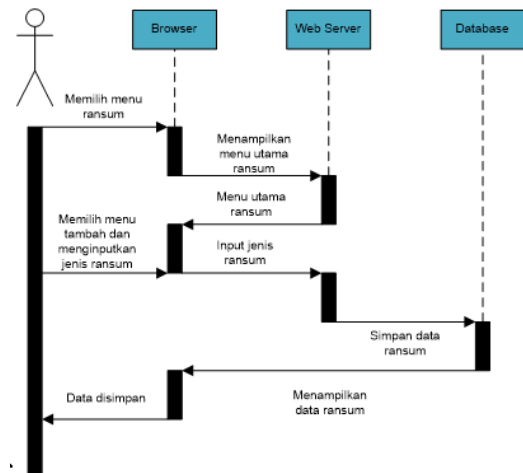 Browser
Web Server
Database
Memilih menu
ransum
Menampilkan
menu utama
ransum
Menu utama
ransum
Memilih menu
tambah dan
menginputkan
jenis ransum
Input jenis
ransum
Simpan data
ransum
Menampilkan
data ransum
Data disimpan